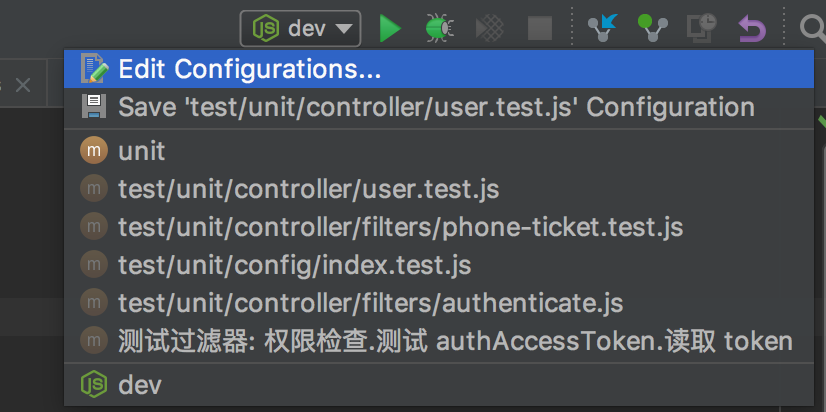 dev
Edit Configurations...
Save 'test/unit/controller/user.test.js' Configuration
unit
test/unit/controller/user.test.js
test/unit/controller/filters/phone-ticket.test.js
test/unit/config/index.test.js
test/unit/controller/filters/authenticate.js
测试过滤器: 权限检查.测试 authAccessToken.读取 token
dev